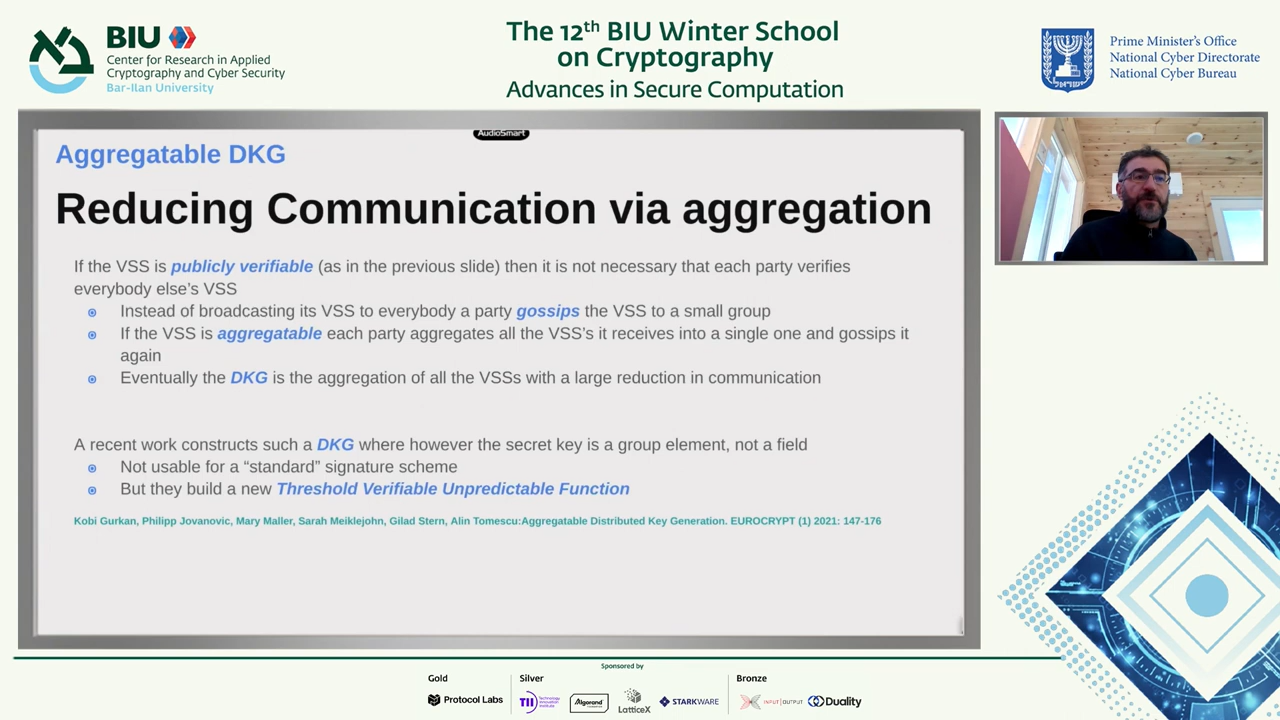 BIU
Center for Research in Applied
Cryptography and Cyber Security
Bar-Ilan University
The 12th BIU Winter School
on Cryptography
Advances in Secure Computation
Prime Minister's Office
National Cyber Directorate
National Cyber Bureau
AudioSmart
Aggregatable DKG
Reducing Communication via aggregation
If the VSS is publicly verifiable (as in the previous slide) then it is not necessary that each party verifies
everybody else's VSS
Instead of broadcasting its VSS to everybody a party gossips the VSS to a small group
If the VSS is aggregatable each party aggregates all the VSS's it receives into a single one and gossips it
again
Eventually the DKG is the aggregation of all the VSSs with a large reduction in communication
A recent work constructs such a DKG where however the secret key is a group element, not a field
Not usable for a “standard” signature scheme
But they build a new Threshold Verifiable Unpredictable Function
Kobi Gurkan, Philipp Jovanovic, Mary Maller, Sarah Meiklejohn, Gilad Stern, Alin Tomescu:Aggregatable Distributed Key Generation. EUROCRYPT (1) 2021: 147-176
Sponsored by
Gold
Protocol Labs
Silver
TII Technology Innovation Institute
Algorand
LatticeX
STARKWARE
Bronze
INPUT | OUTPUT
Duality